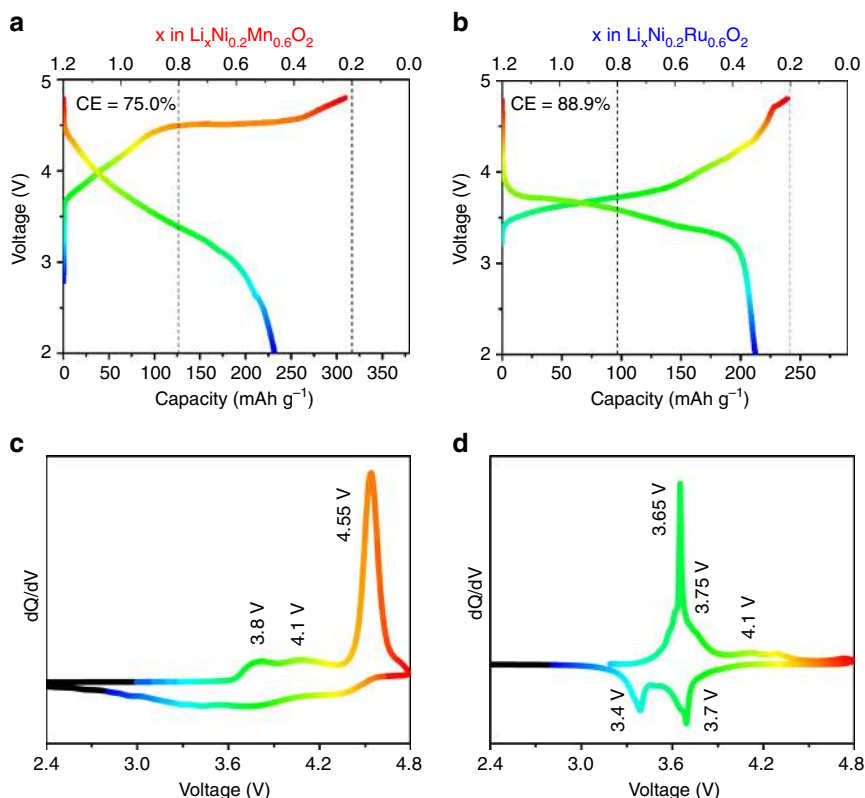 a
x in LiₓNi₀.₂Mn₀.₆O₂
1.2 1.0 0.8 0.6 0.4 0.2 0.0
CE = 75.0%
5
4
3
2
Voltage (V)
0 50 100 150 200 250 300 350
Capacity (mAh g⁻¹)
b
x in LiₓNi₀.₂Ru₀.₆O₂
1.2 1.0 0.8 0.6 0.4 0.2 0.0
CE = 88.9%
5
4
3
2
Voltage (V)
0 50 100 150 200 250
Capacity (mAh g⁻¹)
c
dQ/dV
3.8 V
4.1 V
4.55 V
2.4 3.0 3.6 4.2 4.8
Voltage (V)
d
dQ/dV
3.65 V
3.75 V
4.1 V
3.4 V
3.7 V
2.4 3.0 3.6 4.2 4.8
Voltage (V)